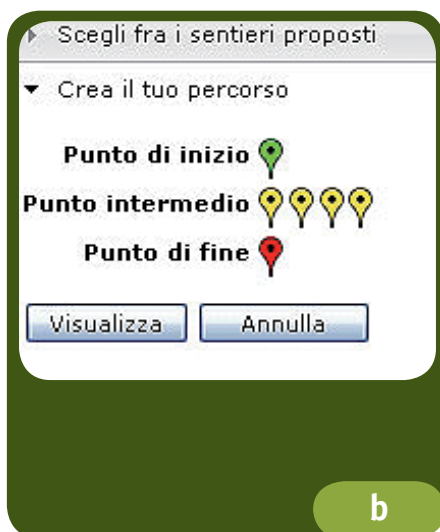 Scegli fra i sentieri proposti
Crea il tuo percorso
Punto di inizio
Punto intermedio
Punto di fine
Visualizza Annulla
b